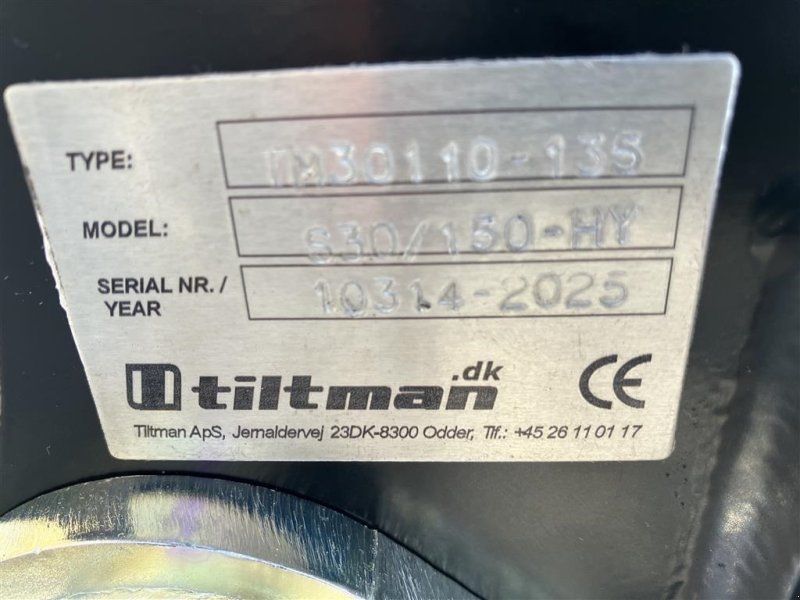 TYPE: TM30110-135
MODEL: S30/150-HY
SERIAL NR./ YEAR 10314-2025
tiltman.dk CE
Tiltman ApS, Jernaldervej 23DK-8300 Odder, Tlf.: +45 26 11 01 17